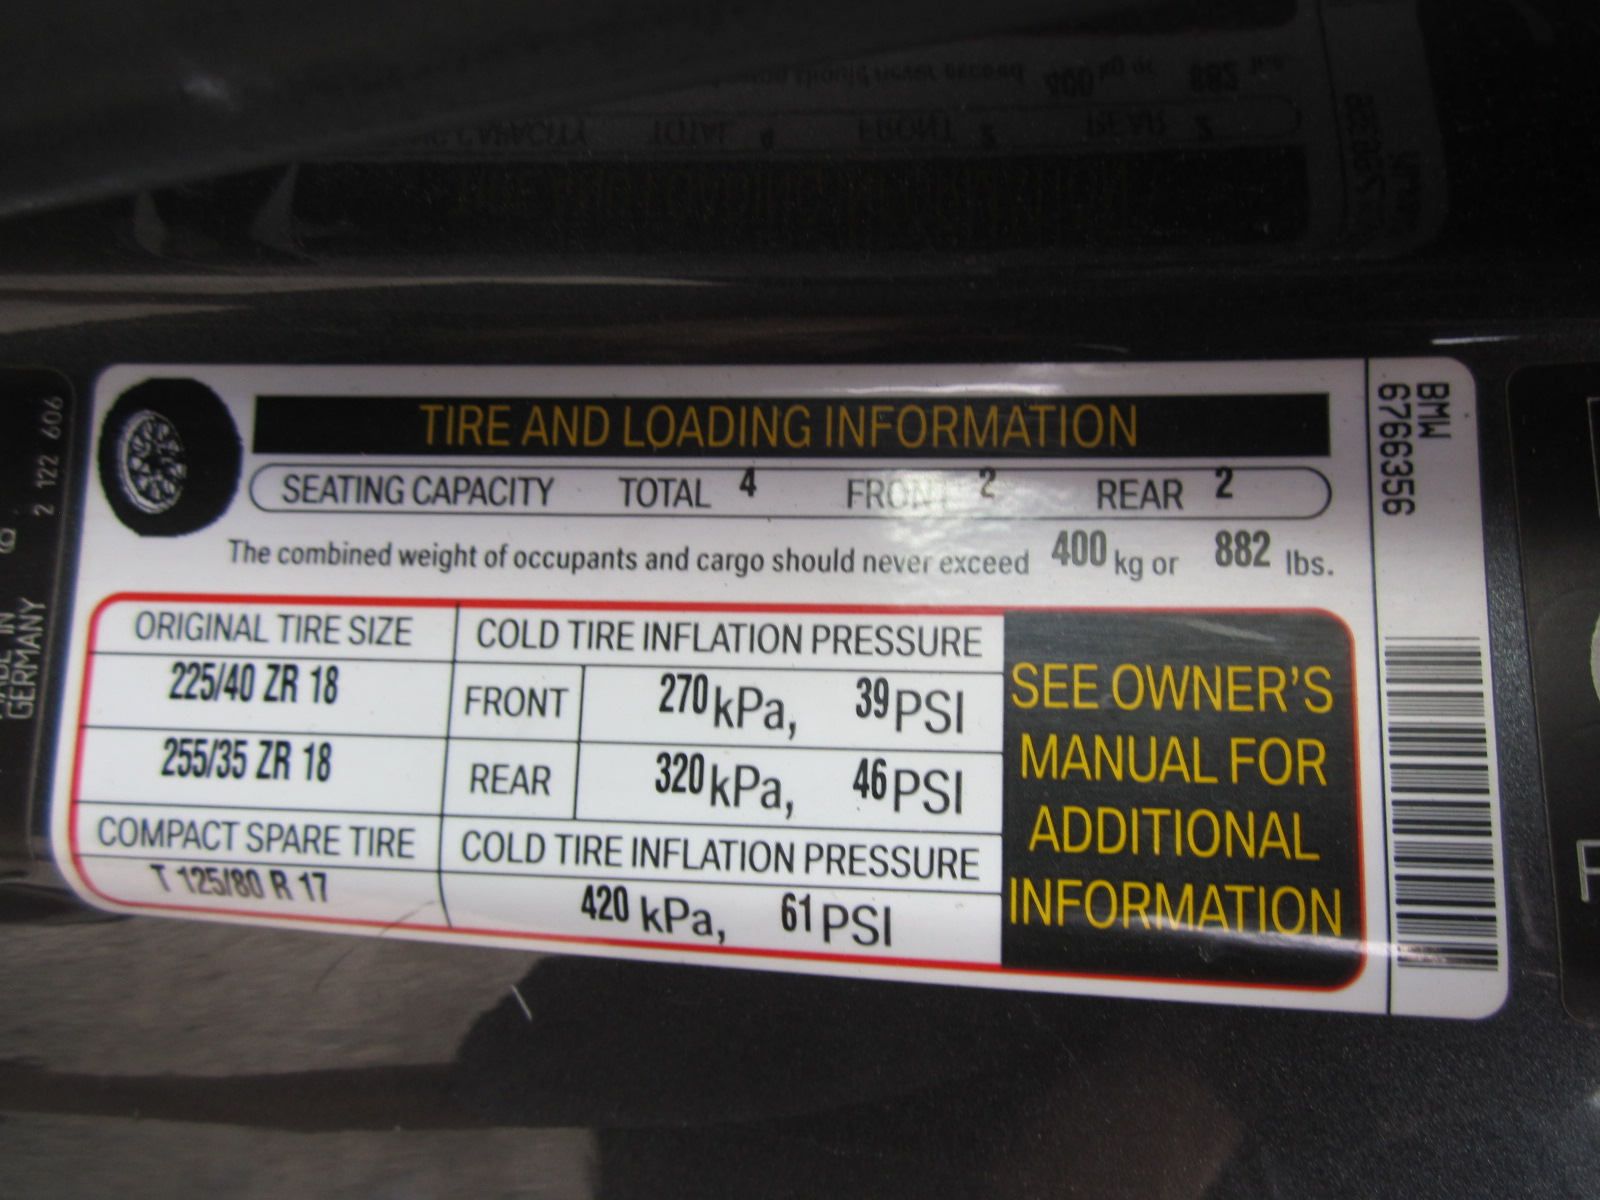 TIRE AND LOADING INFORMATION
SEATING CAPACITY TOTAL 4 FRONT 2 REAR 2
The combined weight of occupants and cargo should never exceed 400 kg or 882 lbs.
ORIGINAL TIRE SIZE COLD TIRE INFLATION PRESSURE
225/40 ZR 18 FRONT 270 kPa, 39 PSI
255/35 ZR 18 REAR 320 kPa, 46 PSI
COMPACT SPARE TIRE COLD TIRE INFLATION PRESSURE
T 125/80 R 17 420 kPa, 61 PSI
SEE OWNER'S
MANUAL FOR
ADDITIONAL
INFORMATION
BMW
6766356
2 122 606
GERMANY